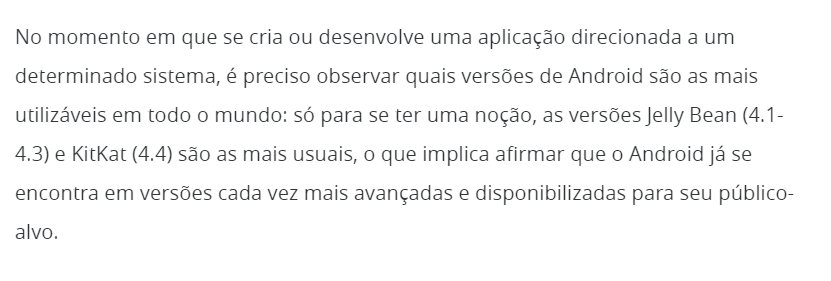 No momento em que se cria ou desenvolve uma aplicação direcionada a um
determinado sistema, é preciso observar quais versões de Android são as mais
utilizáveis em todo o mundo: só para se ter uma noção, as versões Jelly Bean (4.1-
4.3) e KitKat (4.4) são as mais usuais, o que implica afirmar que o Android já se
encontra em versões cada vez mais avançadas e disponibilizadas para seu público-
alvo.